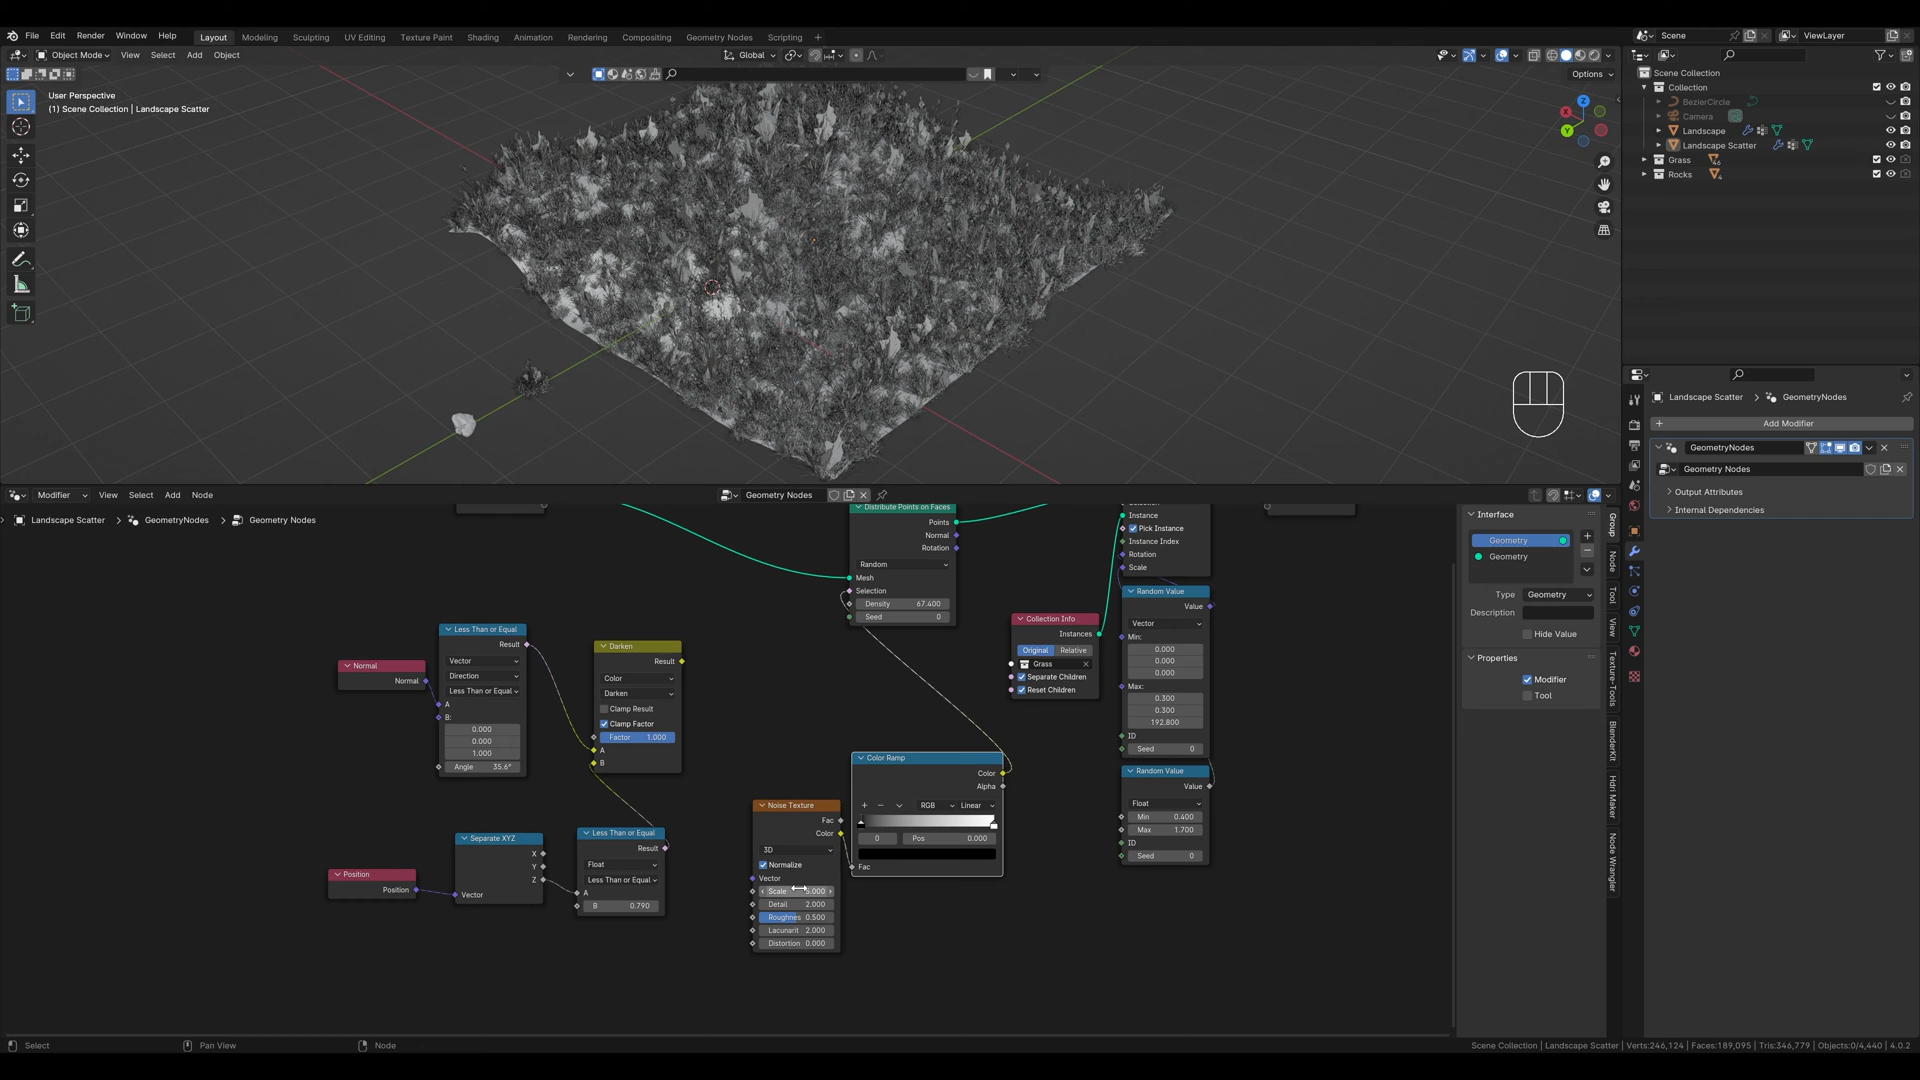 File Edit Render Window Help Layout Modeling Sculpting UV Editing Texture Paint Shading Animation Rendering Compositing Geometry Nodes Scripting + Scene ViewLayer
Object Mode View Select Add Object Global
Options
User Perspective
(1) Scene Collection | Landscape Scatter
X
Y
Z
Scene Collection
Collection
BezierCircle
Camera
Landscape
Landscape Scatter
Grass
Rocks
Landscape Scatter > GeometryNodes
+ Add Modifier
GeometryNodes
Geometry Nodes
Output Attributes
Internal Dependencies
Modifier View Select Add Node Geometry Nodes
Landscape Scatter > GeometryNodes > Geometry Nodes
Distribute Points on Faces
Points
Normal
Rotation
Random
Mesh
Selection
Density 67.400
Seed 0
Instance
Pick Instance
Instance Index
Rotation
Scale
Less Than or Equal
Result
Vector
Direction
Less Than or Equal
A
B:
0.000
0.000
1.000
Angle 35.6°
Normal
Normal
Darken
Result
Color
Darken
Clamp Result
Clamp Factor
Factor 1.000
A
B
Position
Position
Separate XYZ
X
Y
Z
Vector
Less Than or Equal
Result
Float
Less Than or Equal
A
B 0.790
Noise Texture
Fac
Color
3D
Normalize
Vector
Scale 5.000
Detail 2.000
Roughnes 0.500
Lacunarit 2.000
Distortion 0.000
Color Ramp
Color
Alpha
RGB Linear
0 Pos 0.000
Fac
Collection Info
Instances
Original Relative
Grass
Separate Children
Reset Children
Random Value
Value
Vector
Min:
0.000
0.000
0.000
Max:
0.300
0.300
192.800
ID
Seed 0
Random Value
Value
Float
Min 0.400
Max 1.700
ID
Seed 0
Interface
Geometry
Geometry
Type Geometry
Description
Hide Value
Properties
Modifier
Tool
Group
Node
Tool
View
Texture-Tools
BlenderKit
Hdri Maker
Node Wrangler
Select Pan View Node Scene Collection | Landscape Scatter | Verts:246,124 | Faces:189,095 | Tris:346,779 | Objects:0/4,440 | 4.0.2